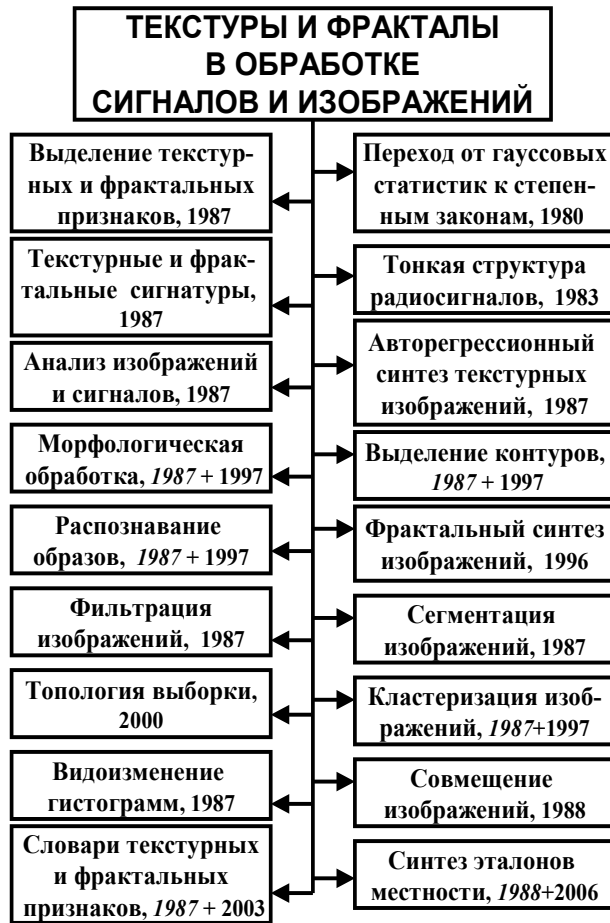 ТЕКСТУРЫ И ФРАКТАЛЫ
В ОБРАБОТКЕ
СИГНАЛОВ И ИЗОБРАЖЕНИЙ
Выделение текстур-
ных и фрактальных
признаков, 1987
Переход от гауссовых
статистик к степен-
ным законам, 1980
Текстурные и фрак-
тальные сигнатуры,
1987
Тонкая структура
радиосигналов, 1983
Анализ изображений
и сигналов, 1987
Авторегрессионный
синтез текстурных
изображений, 1987
Морфологическая
обработка, 1987 + 1997
Выделение контуров,
1987 + 1997
Распознавание
образов, 1987 + 1997
Фрактальный синтез
изображений, 1996
Фильтрация
изображений, 1987
Сегментация
изображений, 1987
Топология выборки,
2000
Кластеризация изо-
бражений, 1987+1997
Видоизменение
гистограмм, 1987
Совмещение
изображений, 1988
Словари текстурных
и фрактальных
признаков, 1987 + 2003
Синтез эталонов
местности, 1988+2006